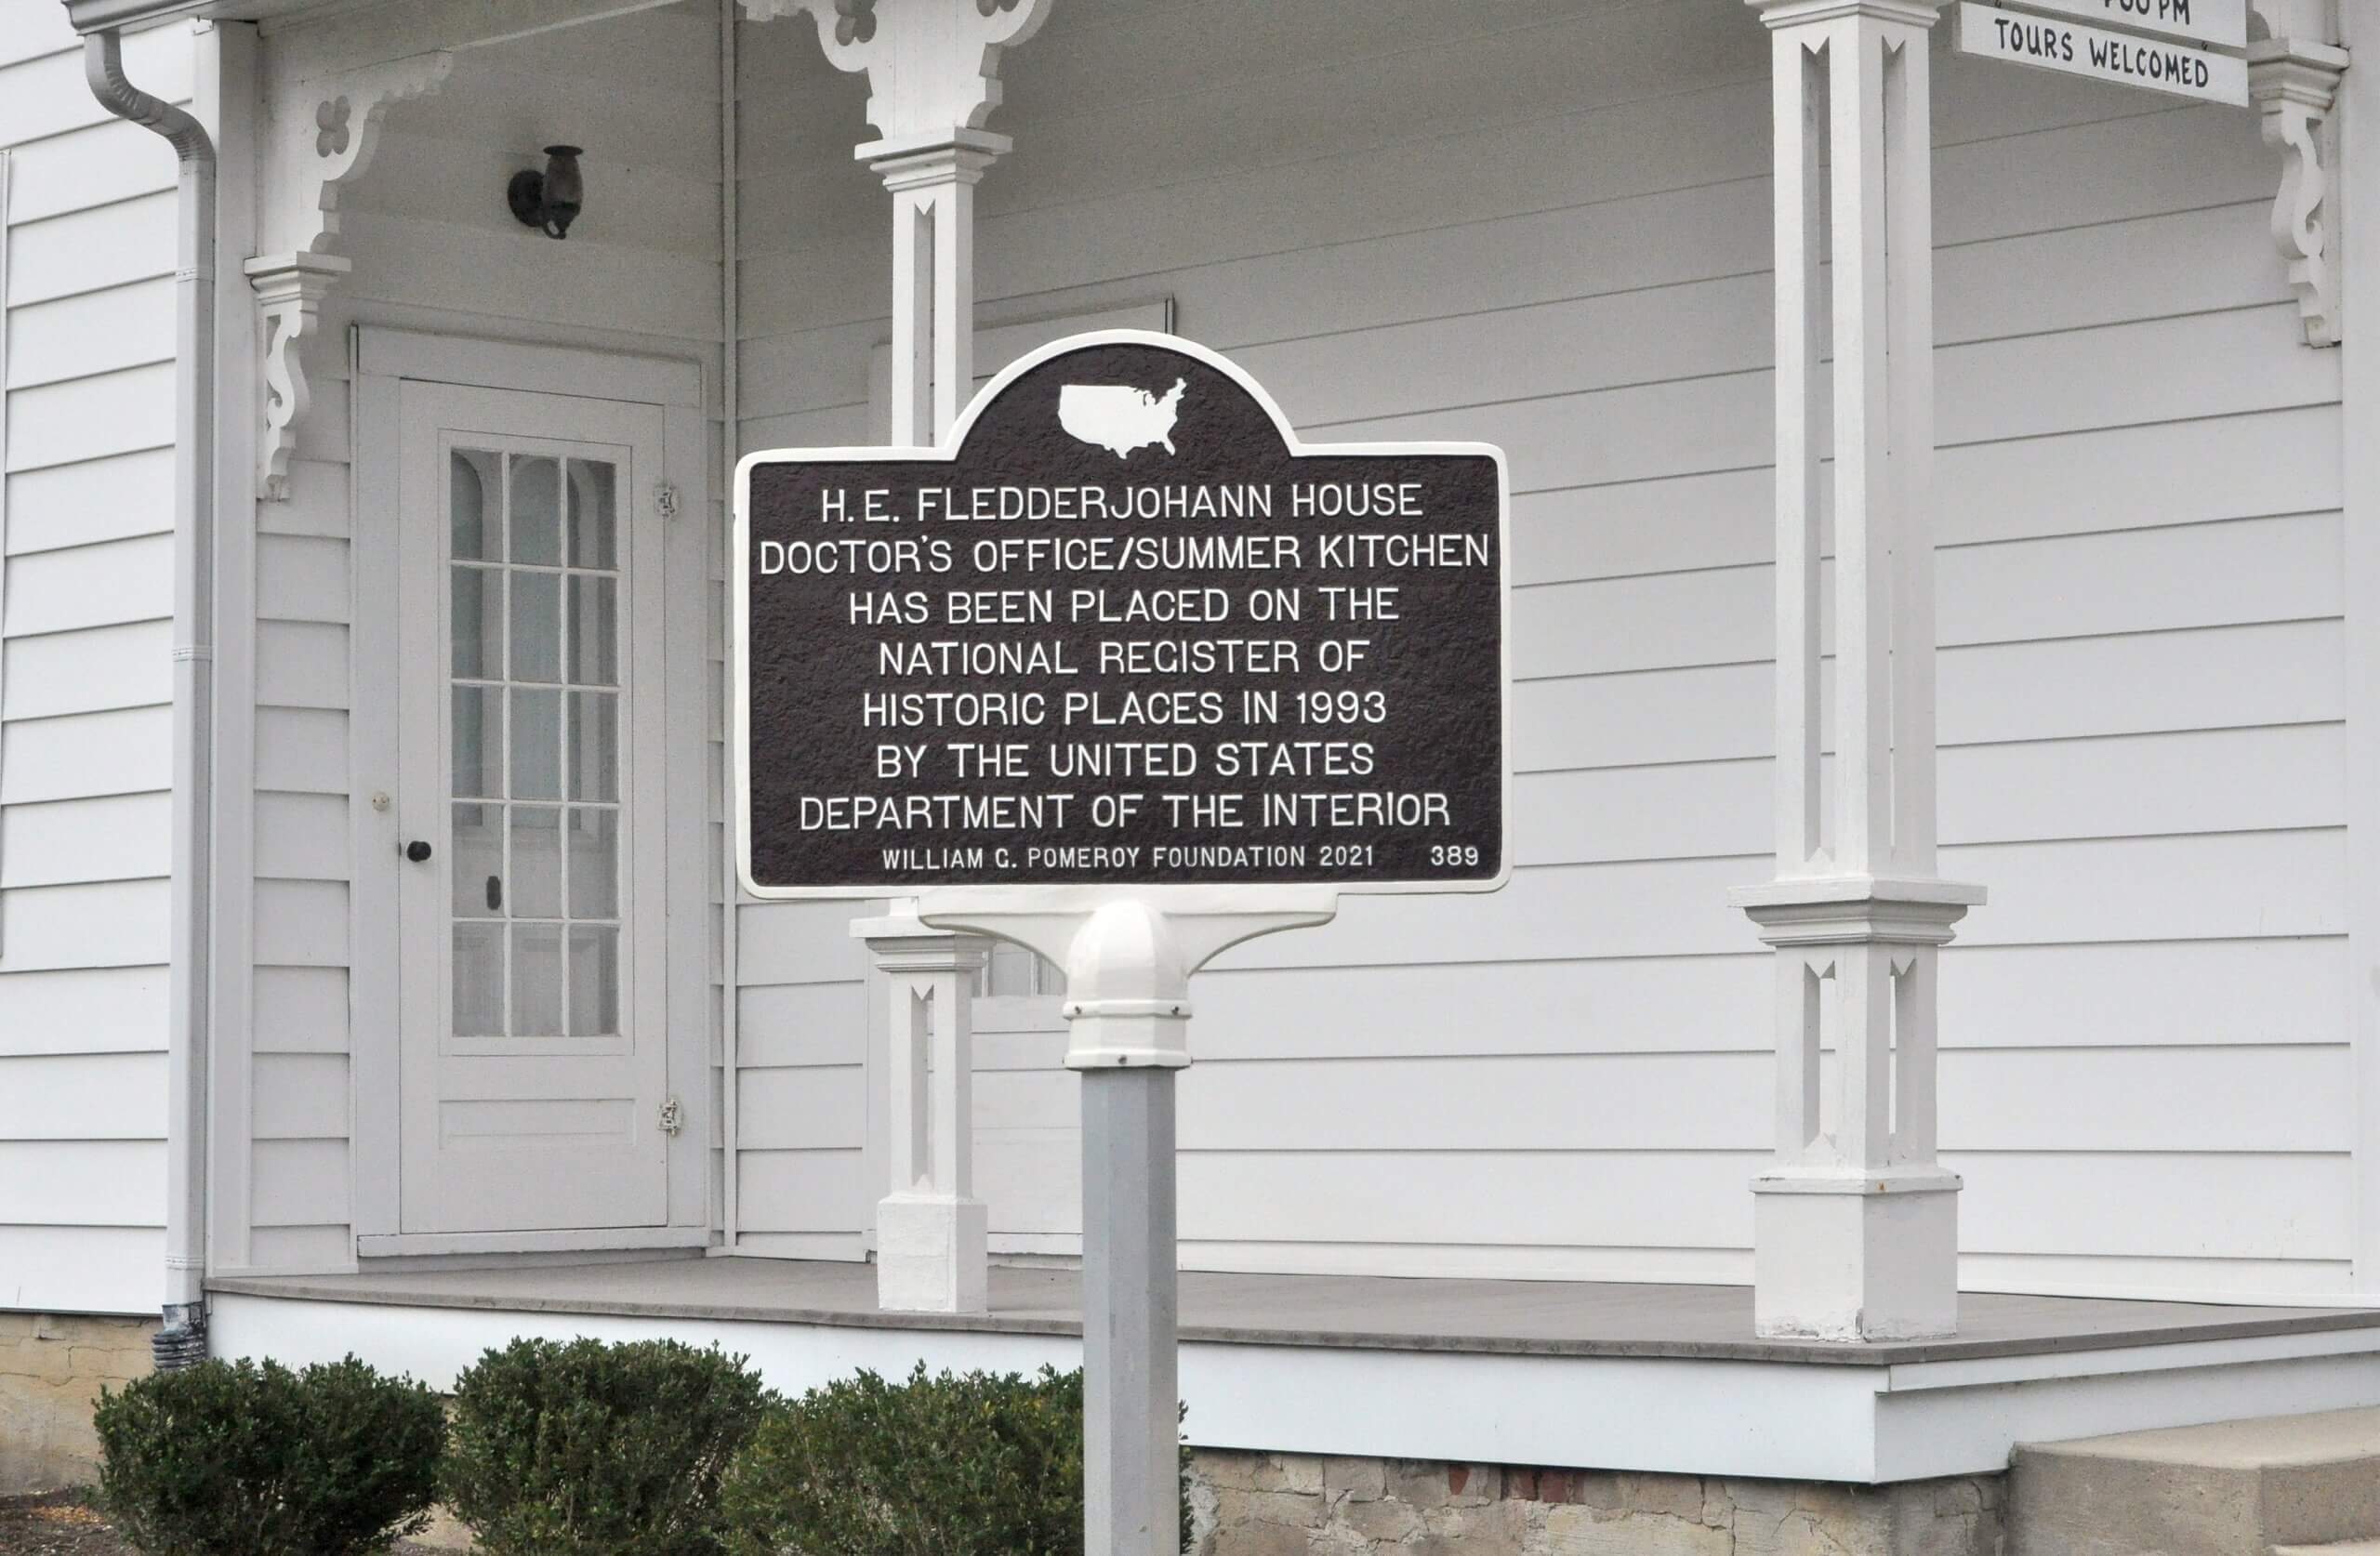 TOURS WELCOMED
H. E. FLEDDERJOHANN HOUSE
DOCTOR'S OFFICE/SUMMER KITCHEN
HAS BEEN PLACED ON THE
NATIONAL REGISTER OF
HISTORIC PLACES IN 1993
BY THE UNITED STATES
DEPARTMENT OF THE INTERIOR
WILLIAM G. POMEROY FOUNDATION 2021 389